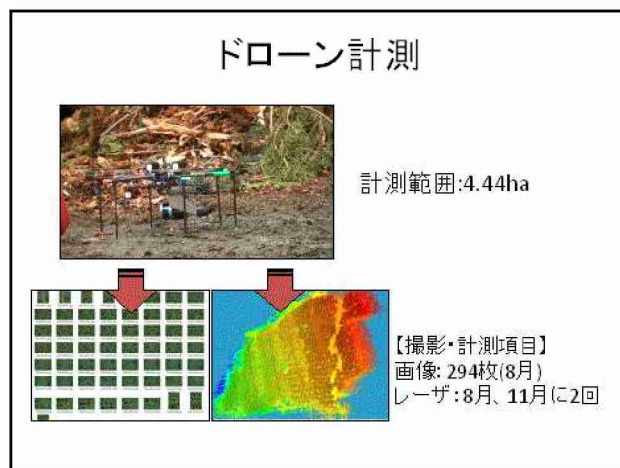 ドローン計測
計測範囲:4.44ha
【撮影・計測項目】
画像: 294枚(8月)
レーザ:8月、11月に2回